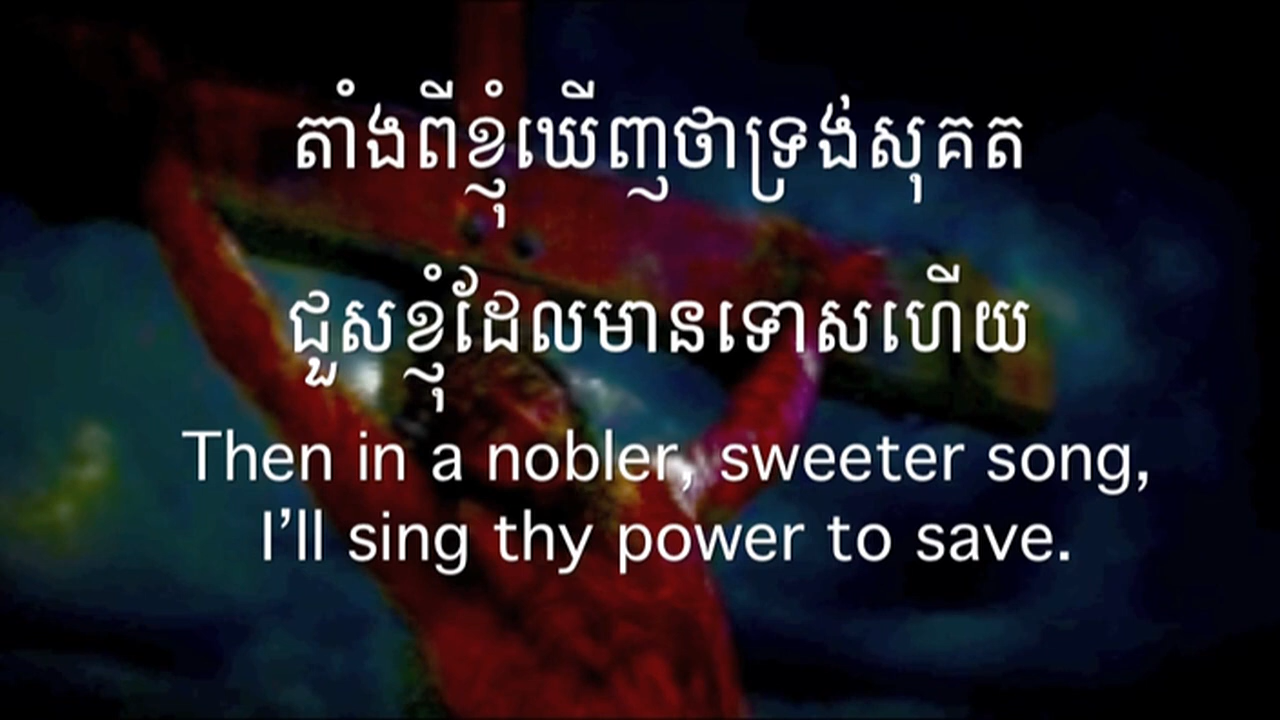 តាំងពីខ្ញុំឃើញថាទ្រង់សុគត
ជួសខ្ញុំដែលមានទោសហើយ
Then in a nobler, sweeter song,
I’ll sing thy power to save.